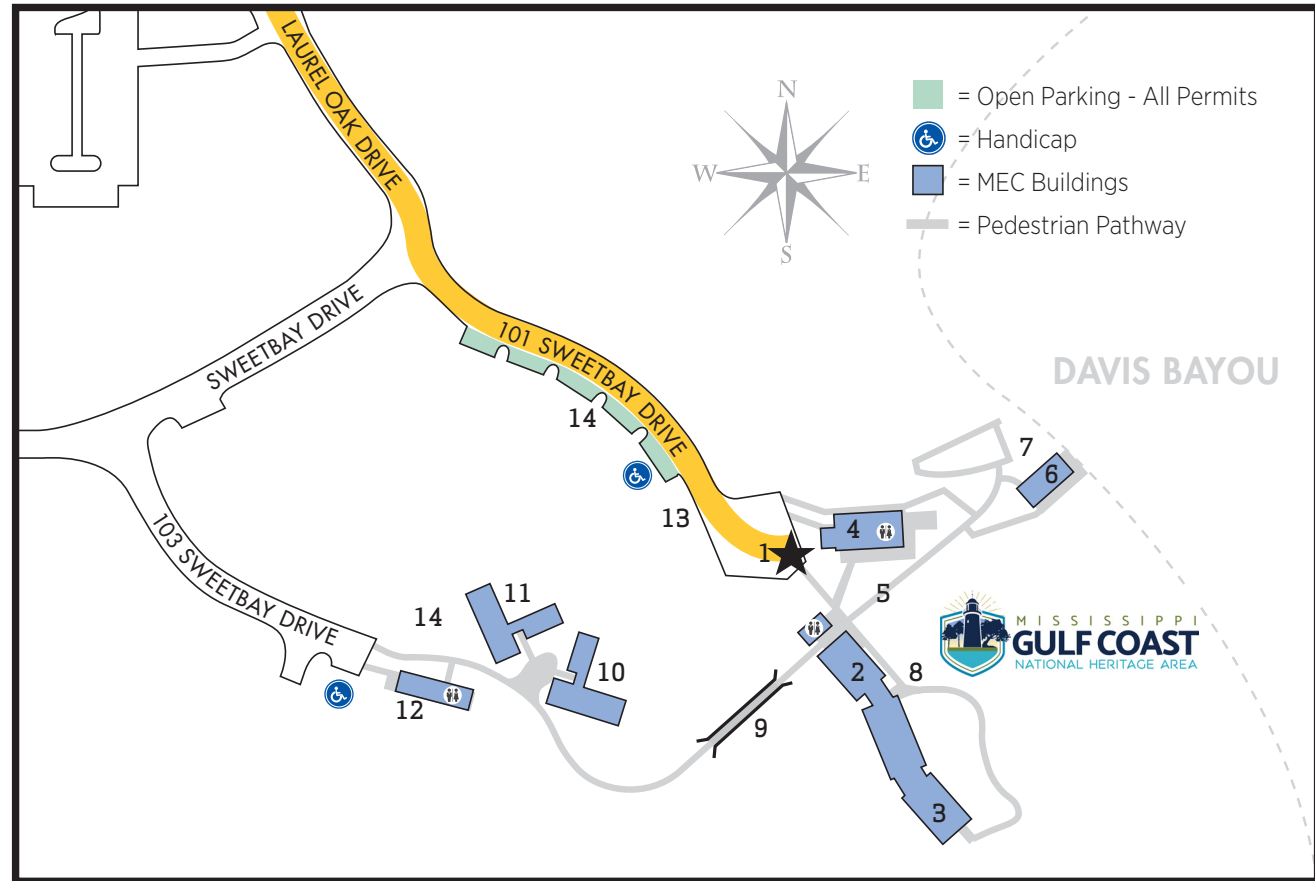 LAUREL OAK DRIVE
N
W
E
S
= Open Parking - All Permits
= Handicap
= MEC Buildings
= Pedestrian Pathway
SWEETBAY DRIVE
101 SWEETBAY DRIVE
DAVIS BAYOU
14
7
6
13
4
1
5
103 SWEETBAY DRIVE
11
14
MISSISSIPPI
GULF COAST
NATIONAL HERITAGE AREA
2
8
10
12
9
3